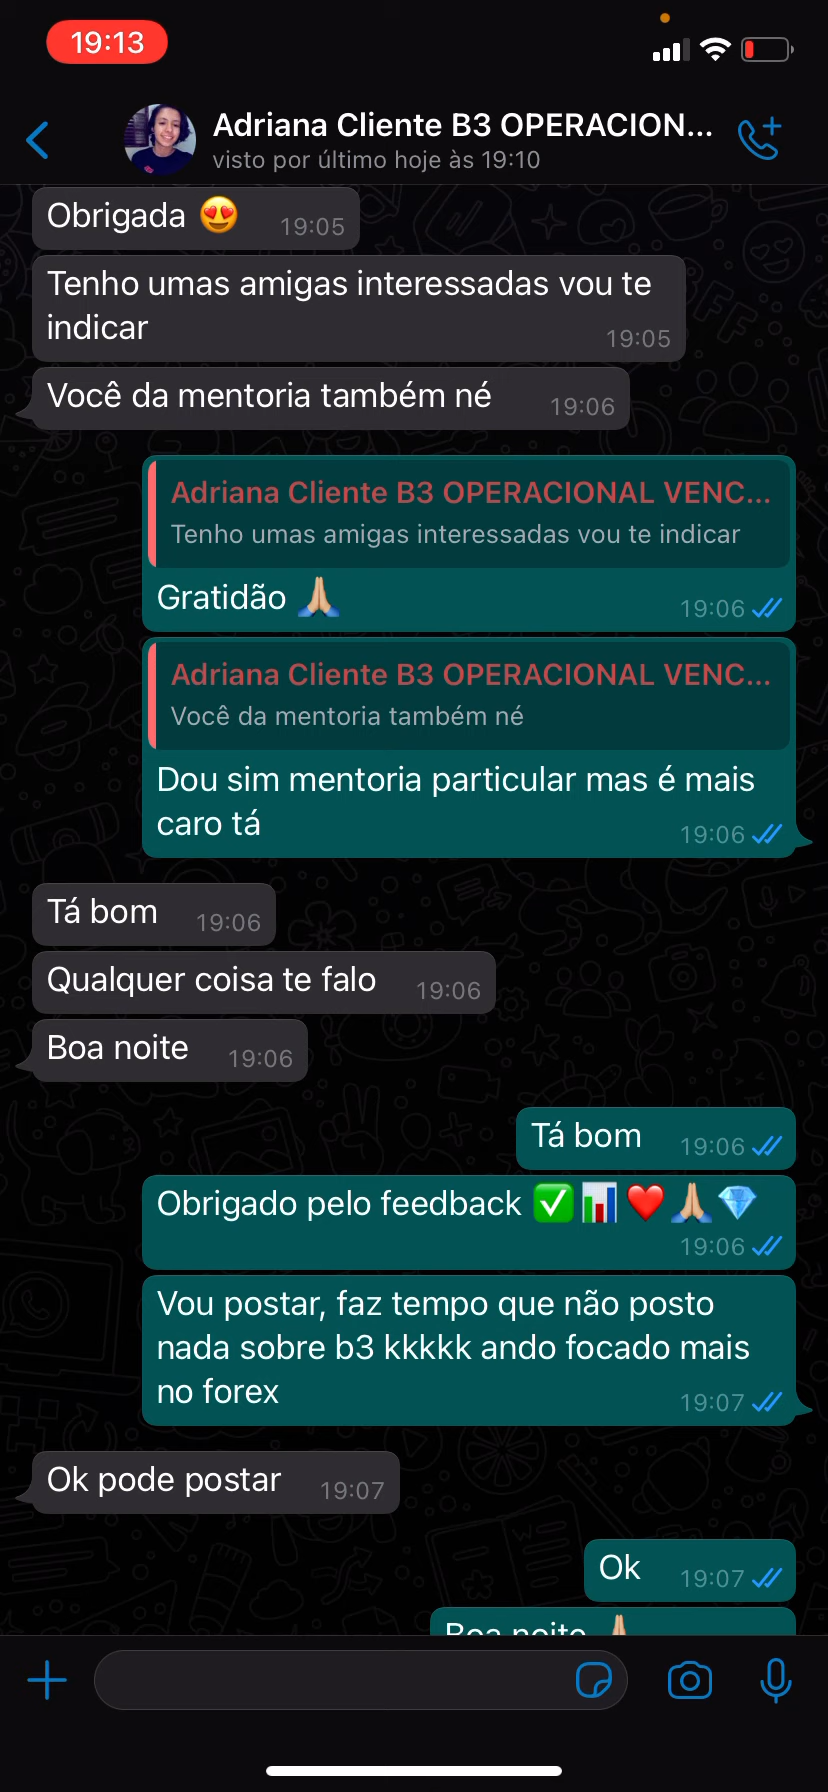 19:13
Adriana Cliente B3 OPERACION...
visto por último hoje às 19:10
Obrigada 😍 19:05
Tenho umas amigas interessadas vou te
indicar 19:05
Você da mentoria também né 19:06
Adriana Cliente B3 OPERACIONAL VENC...
Tenho umas amigas interessadas vou te indicar
Gratidão 🙏🏼 19:06
Adriana Cliente B3 OPERACIONAL VENC...
Você da mentoria também né
Dou sim mentoria particular mas é mais
caro tá 19:06
Tá bom 19:06
Qualquer coisa te falo 19:06
Boa noite 19:06
Tá bom 19:06
Obrigado pelo feedback ✅📊❤️🙏🏼💎
19:06
Vou postar, faz tempo que não posto
nada sobre b3 kkkkk ando focado mais
no forex 19:07
Ok pode postar 19:07
Ok 19:07
Boa noite 🙏🏼